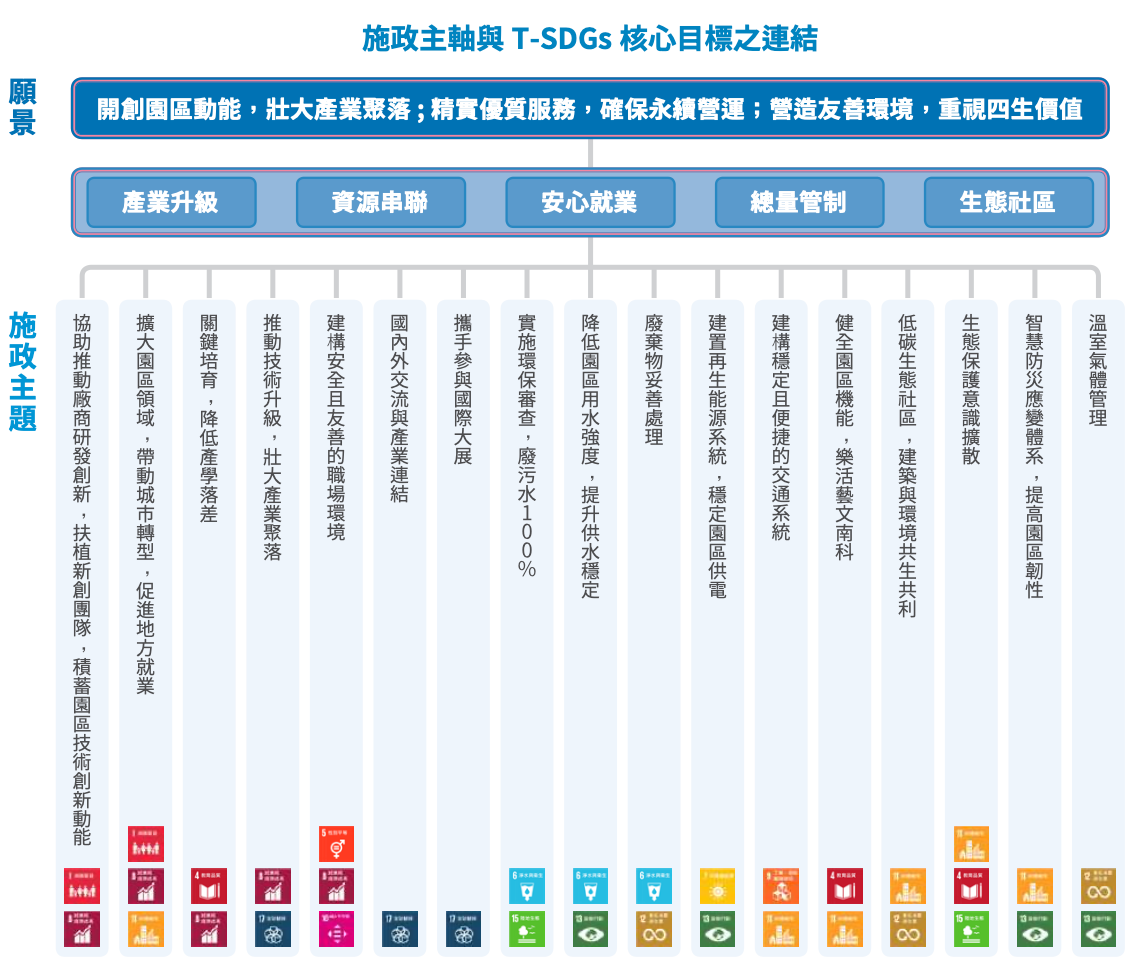 施政主軸與 T-SDGs 核心目標之連結
願景
開創園區動能，壯大產業聚落；精實優質服務，確保永續營運；營造友善環境，重視四生價值
產業升級
資源串聯
安心就業
總量管制
生態社區
施政主題
協助推動廠商研發創新，扶植新創團隊，積蓄園區技術創新動能
擴大園區領域，帶動城市轉型，促進地方就業
關鍵培育，降低產學落差
推動技術升級，壯大產業聚落
建構安全且友善的職場環境
國內外交流與產業連結
攜手參與國際大展
實施環保審查，廢污水100%
降低園區用水強度，提升供水穩定
廢棄物妥善處理
建置再生能源系統，穩定園區供電
建構穩定且便捷的交通系統
健全園區機能，樂活藝文南科
低碳生態社區，建築與環境共生共利
生態保護意識擴散
智慧防災應變體系，提高園區韌性
溫室氣體管理